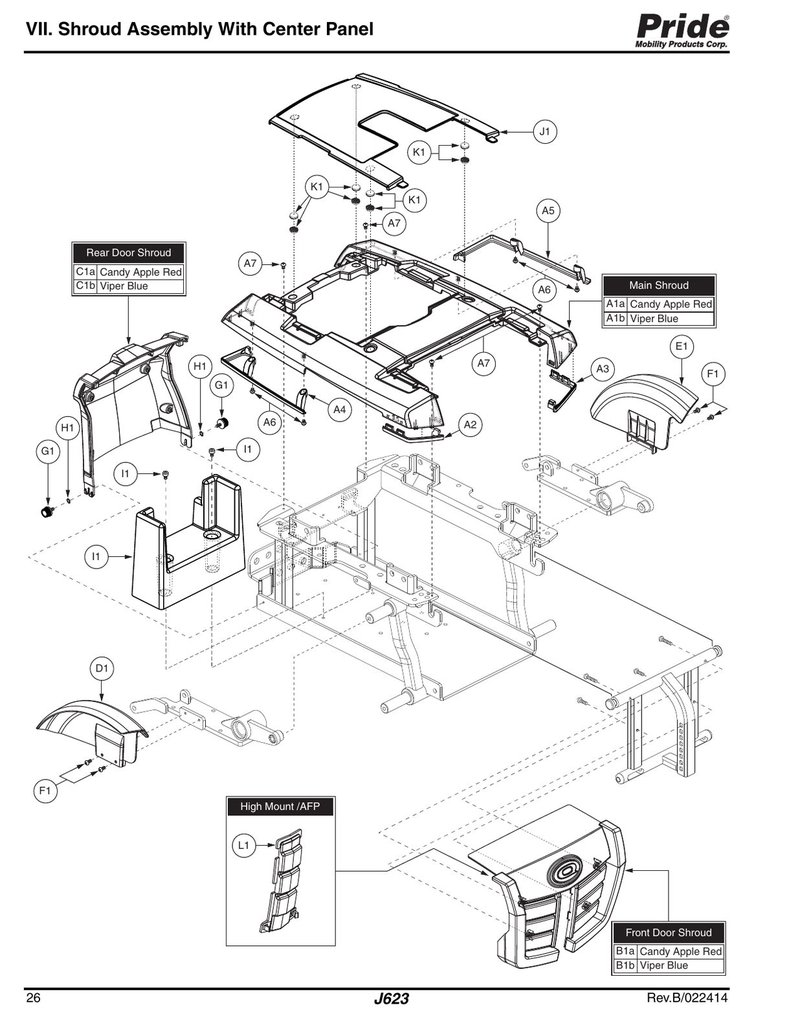 VII. Shroud Assembly With Center Panel
Pride®
Mobility Products Corp.
J1
K1
K1
K1
A7
A5
A7
A6
Rear Door Shroud
C1a Candy Apple Red
C1b Viper Blue
Main Shroud
A1a Candy Apple Red
A1b Viper Blue
E1
F1
A7
A3
H1
G1
A4
A6
A2
H1
G1
I1
I1
I1
D1
F1
High Mount /AFP
L1
Front Door Shroud
B1a Candy Apple Red
B1b Viper Blue
26
J623
Rev.B/022414